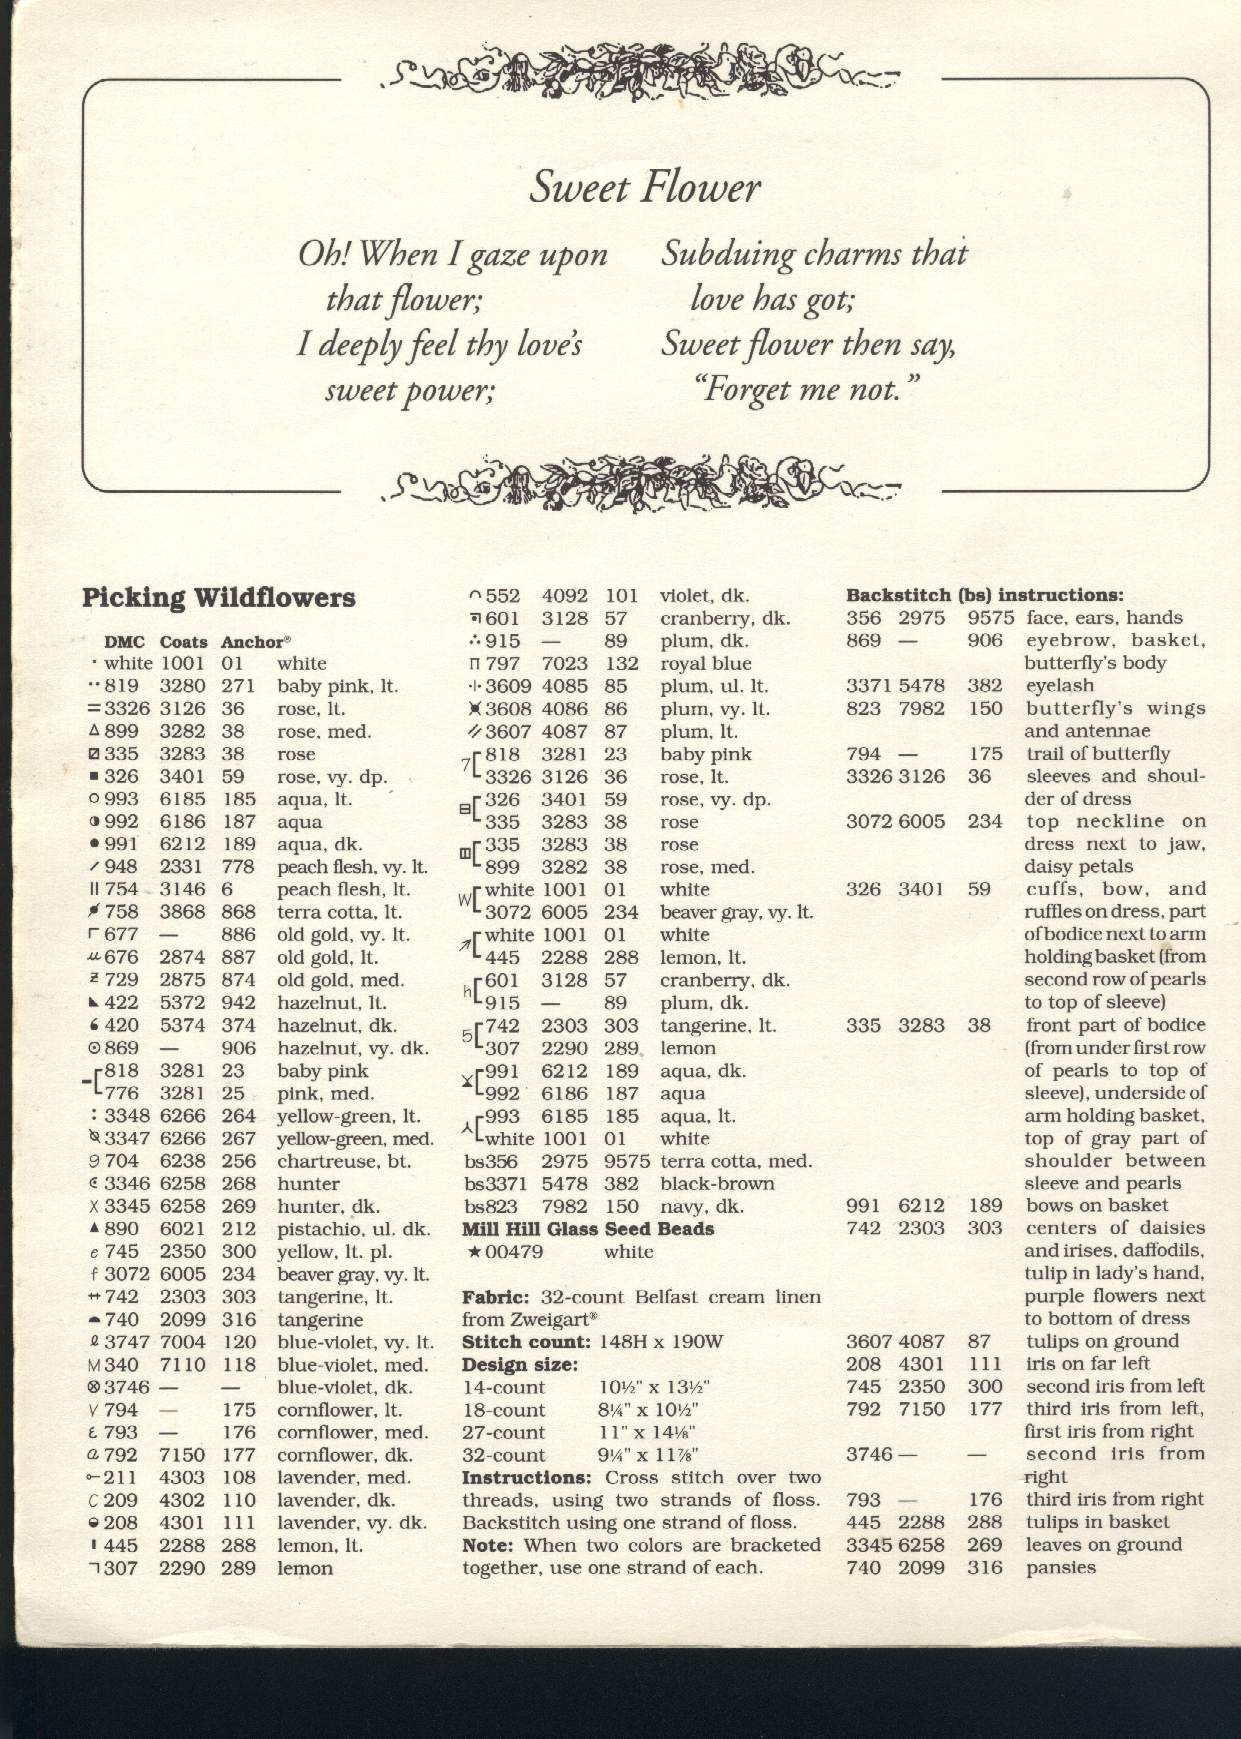 Sweet Flower
Oh! When I gaze upon
that flower;
I deeply feel thy love's
sweet power;
Subduing charms that
love has got;
Sweet flower then say,
"Forget me not."
Picking Wildflowers
DMC Coats Anchor®
· white 1001 01 white
·· 819 3280 271 baby pink, lt.
= 3326 3126 36 rose, lt.
∆ 899 3282 38 rose, med.
335 3283 38 rose
■ 326 3401 59 rose, vy. dp.
○ 993 6185 185 aqua, lt.
◑ 992 6186 187 aqua
● 991 6212 189 aqua, dk.
/ 948 2331 778 peach flesh, vy. lt.
II 754 3146 6 peach flesh, lt.
758 3868 868 terra cotta, lt.
677 — 886 old gold, vy. lt.
676 2874 887 old gold, lt.
729 2875 874 old gold, med.
422 5372 942 hazelnut, lt.
420 5374 374 hazelnut, dk.
⊙ 869 — 906 hazelnut, vy. dk.
818 3281 23 baby pink
776 3281 25 pink, med.
: 3348 6266 264 yellow-green, lt.
3347 6266 267 yellow-green, med.
9 704 6238 256 chartreuse, bt.
3346 6258 268 hunter
X 3345 6258 269 hunter, dk.
▲ 890 6021 212 pistachio, ul. dk.
e 745 2350 300 yellow, lt. pl.
f 3072 6005 234 beaver gray, vy. lt.
742 2303 303 tangerine, lt.
740 2099 316 tangerine
3747 7004 120 blue-violet, vy. lt.
M 340 7110 118 blue-violet, med.
⊗ 3746 — — blue-violet, dk.
V 794 — 175 cornflower, lt.
793 — 176 cornflower, med.
792 7150 177 cornflower, dk.
211 4303 108 lavender, med.
C 209 4302 110 lavender, dk.
208 4301 111 lavender, vy. dk.
445 2288 288 lemon, lt.
307 2290 289 lemon
552 4092 101 violet, dk.
601 3128 57 cranberry, dk.
∴ 915 — 89 plum, dk.
797 7023 132 royal blue
3609 4085 85 plum, ul. lt.
3608 4086 86 plum, vy. lt.
3607 4087 87 plum, lt.
7 818 3281 23 baby pink
3326 3126 36 rose, lt.
326 3401 59 rose, vy. dp.
335 3283 38 rose
335 3283 38 rose
899 3282 38 rose, med.
W white 1001 01 white
3072 6005 234 beaver gray, vy. lt.
white 1001 01 white
445 2288 288 lemon, lt.
h 601 3128 57 cranberry, dk.
915 — 89 plum, dk.
5 742 2303 303 tangerine, lt.
307 2290 289 lemon
991 6212 189 aqua, dk.
992 6186 187 aqua
993 6185 185 aqua, lt.
white 1001 01 white
bs356 2975 9575 terra cotta, med.
bs3371 5478 382 black-brown
bs823 7982 150 navy, dk.
Mill Hill Glass Seed Beads
★ 00479 white
Fabric: 32-count Belfast cream linen
from Zweigart®
Stitch count: 148H x 190W
Design size:
14-count 10½" x 13½"
18-count 8¼" x 10½"
27-count 11" x 14⅛"
32-count 9¼" x 11⅞"
Instructions: Cross stitch over two
threads, using two strands of floss.
Backstitch using one strand of floss.
Note: When two colors are bracketed
together, use one strand of each.
Backstitch (bs) instructions:
356 2975 9575 face, ears, hands
869 — 906 eyebrow, basket,
butterfly's body
3371 5478 382 eyelash
823 7982 150 butterfly's wings
and antennae
794 — 175 trail of butterfly
3326 3126 36 sleeves and shoul-
der of dress
3072 6005 234 top neckline on
dress next to jaw,
daisy petals
326 3401 59 cuffs, bow, and
ruffles on dress, part
of bodice next to arm
holding basket (from
second row of pearls
to top of sleeve)
335 3283 38 front part of bodice
(from under first row
of pearls to top of
sleeve), underside of
arm holding basket,
top of gray part of
shoulder between
sleeve and pearls
991 6212 189 bows on basket
742 2303 303 centers of daisies
and irises, daffodils,
tulip in lady's hand,
purple flowers next
to bottom of dress
3607 4087 87 tulips on ground
208 4301 111 iris on far left
745 2350 300 second iris from left
792 7150 177 third iris from left,
first iris from right
3746 — — second iris from
right
793 — 176 third iris from right
445 2288 288 tulips in basket
3345 6258 269 leaves on ground
740 2099 316 pansies